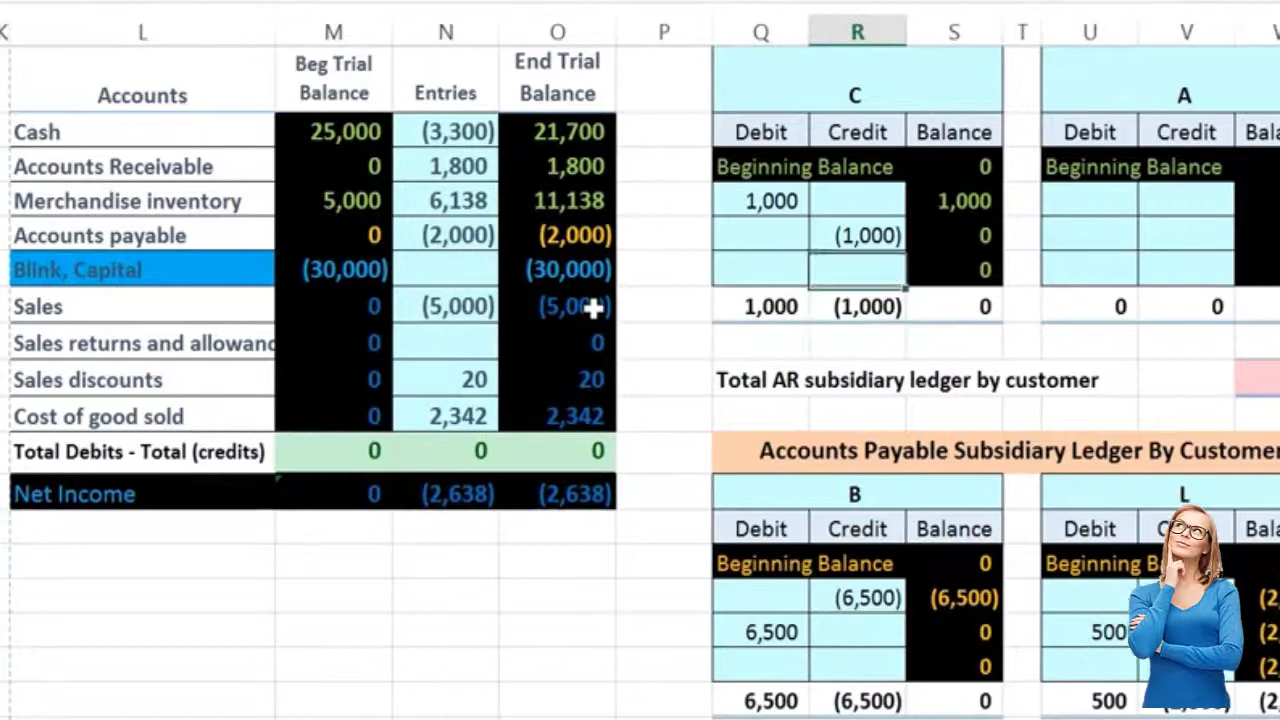 K L M N O P Q R S T U V
Accounts Beg Trial Balance Entries End Trial Balance
Cash 25,000 (3,300) 21,700
Accounts Receivable 0 1,800 1,800
Merchandise inventory 5,000 6,138 11,138
Accounts payable 0 (2,000) (2,000)
Blink, Capital (30,000) (30,000)
Sales 0 (5,000)
Sales returns and allowanc 0 0
Sales discounts 0 20 20
Cost of good sold 0 2,342 2,342
Total Debits - Total (credits) 0 0 0
Net Income 0 (2,638) (2,638)
C
Debit Credit Balance
Beginning Balance 0
1,000 1,000
(1,000) 0
0
1,000 (1,000) 0
A
Debit Credit
Beginning Balance
0 0
Total AR subsidiary ledger by customer
Accounts Payable Subsidiary Ledger By Customer
B
Debit Credit Balance
Beginning Balance 0
(6,500) (6,500)
6,500 0
0
6,500 (6,500) 0
L
Debit
500
500